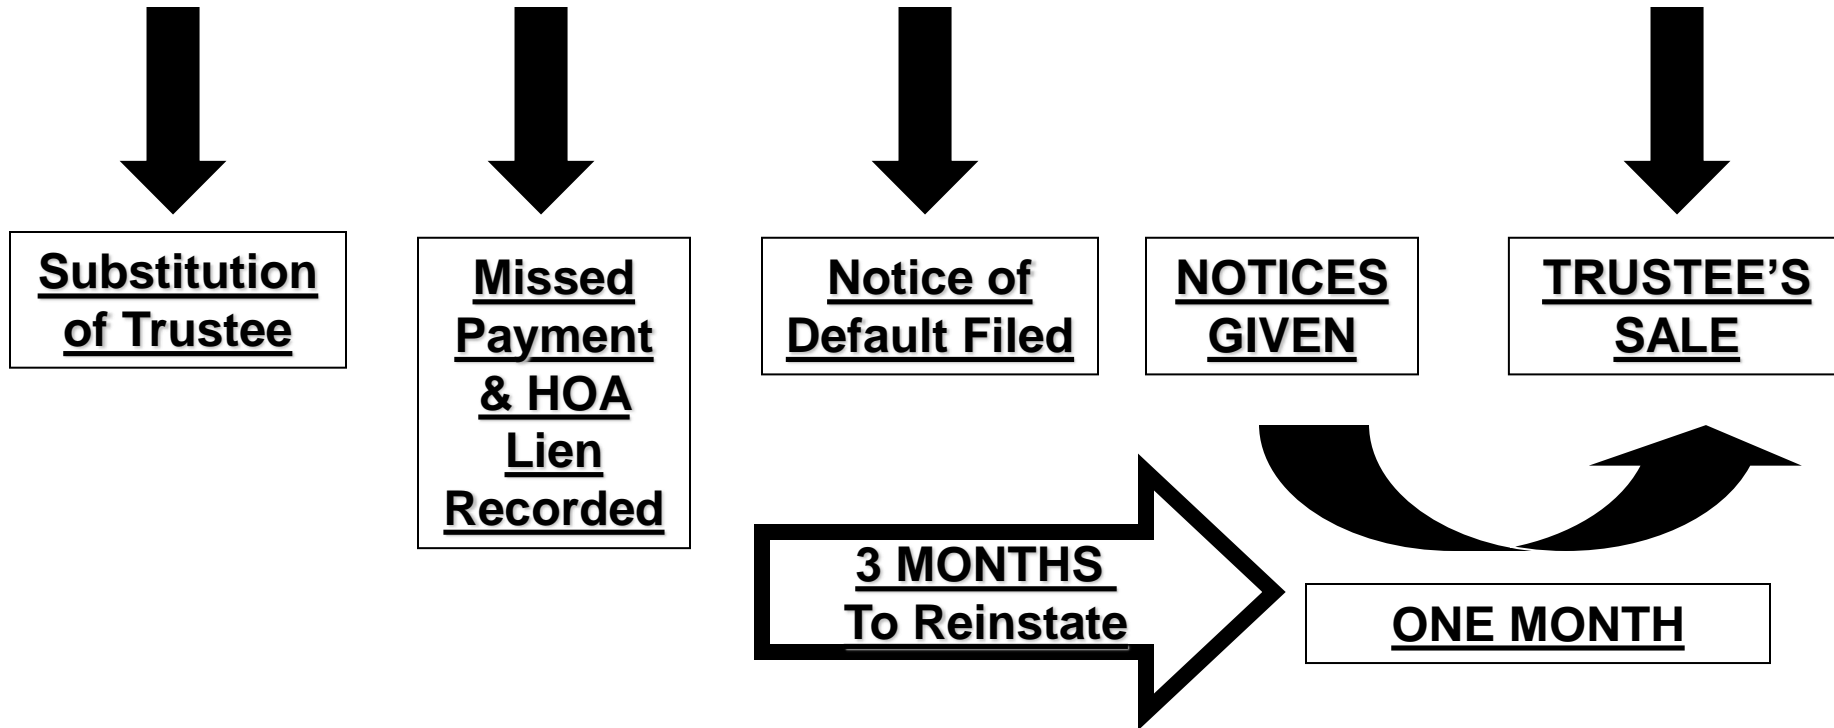 Substitution
of Trustee
Missed
Payment
& HOA
Lien
Recorded
Notice of
Default Filed
NOTICES
GIVEN
TRUSTEE’S
SALE
3 MONTHS
To Reinstate
ONE MONTH